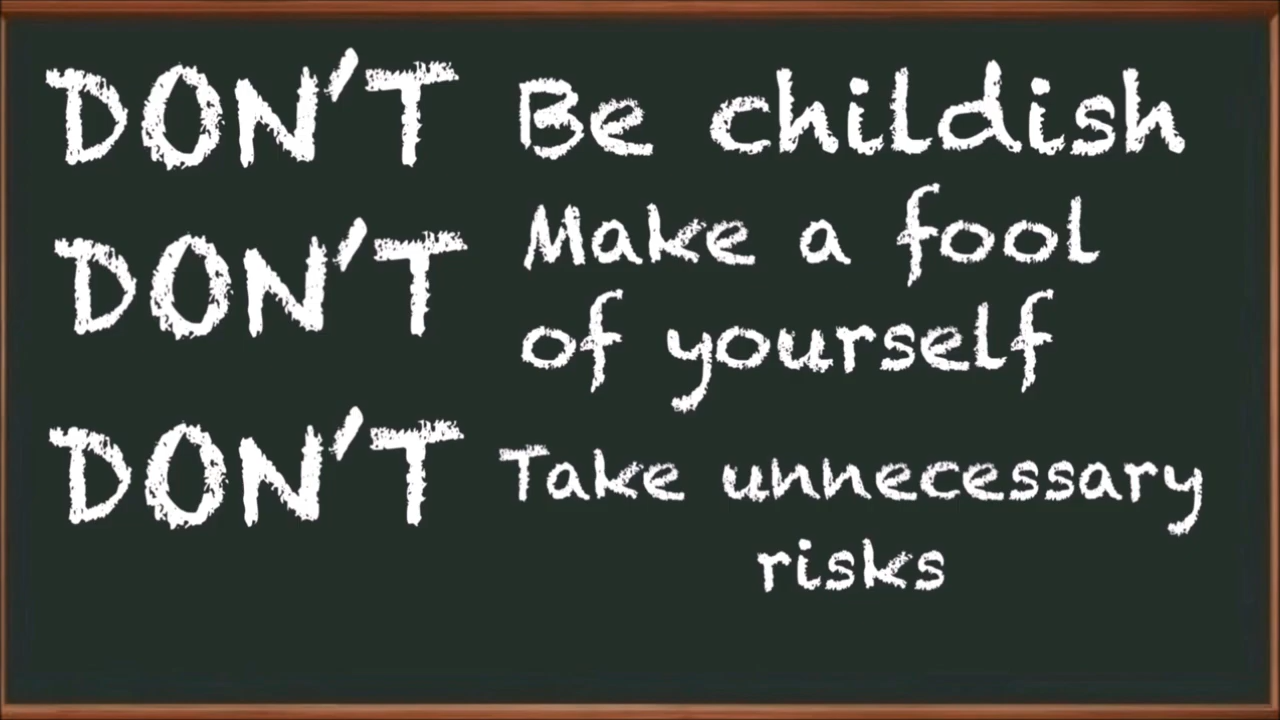 DON'T Be childish
DON'T Make a fool
of yourself
DON'T Take unnecessary
risks